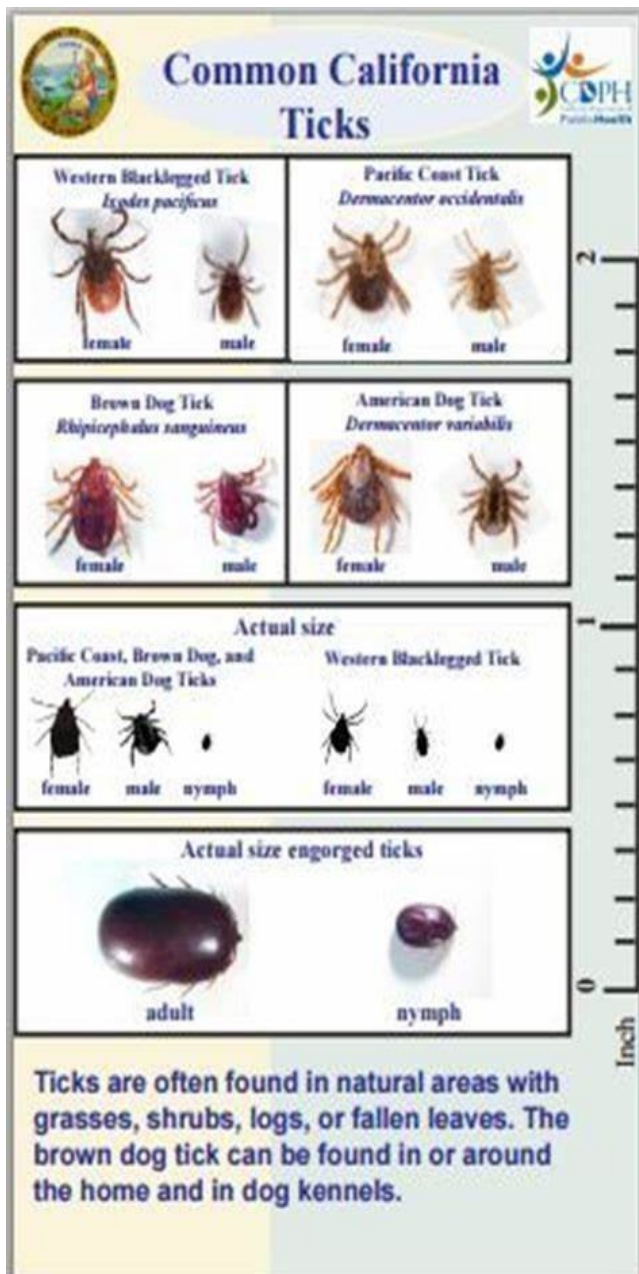 Common California
Ticks
CDPH
PublicHealth
Western Blacklegged Tick
Ixodes pacificus
female
male
Pacific Coast Tick
Dermacentor occidentalis
female
male
Brown Dog Tick
Rhipicephalus sanguineus
female
male
American Dog Tick
Dermacentor variabilis
female
male
Actual size
Pacific Coast, Brown Dog, and
American Dog Ticks
female
male
nymph
Western Blacklegged Tick
female
male
nymph
Actual size engorged ticks
adult
nymph
2
1
0
Inch
Ticks are often found in natural areas with
grasses, shrubs, logs, or fallen leaves. The
brown dog tick can be found in or around
the home and in dog kennels.